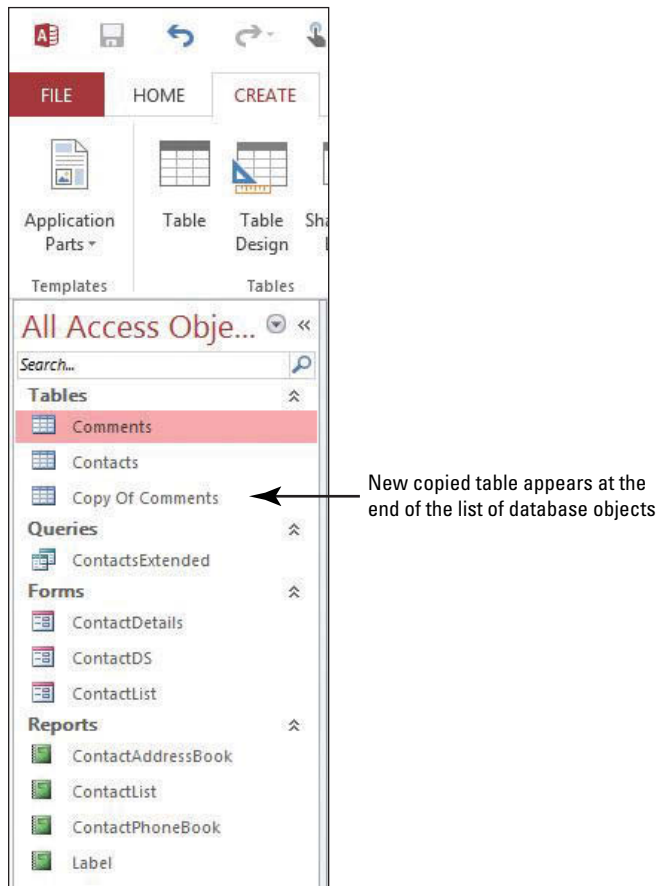 FILE HOME CREATE
Application Parts
Table
Table Design
Templates
Tables
All Access Obje...
Search...
Tables
Comments
Contacts
Copy Of Comments
New copied table appears at the
end of the list of database objects
Queries
ContactsExtended
Forms
ContactDetails
ContactDS
ContactList
Reports
ContactAddressBook
ContactList
ContactPhoneBook
Label